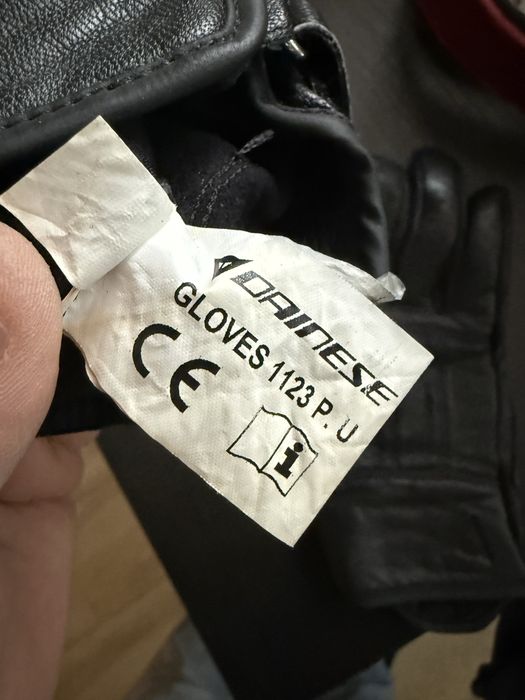 DAINESE
GLOVES 1123 P. U
CE
i